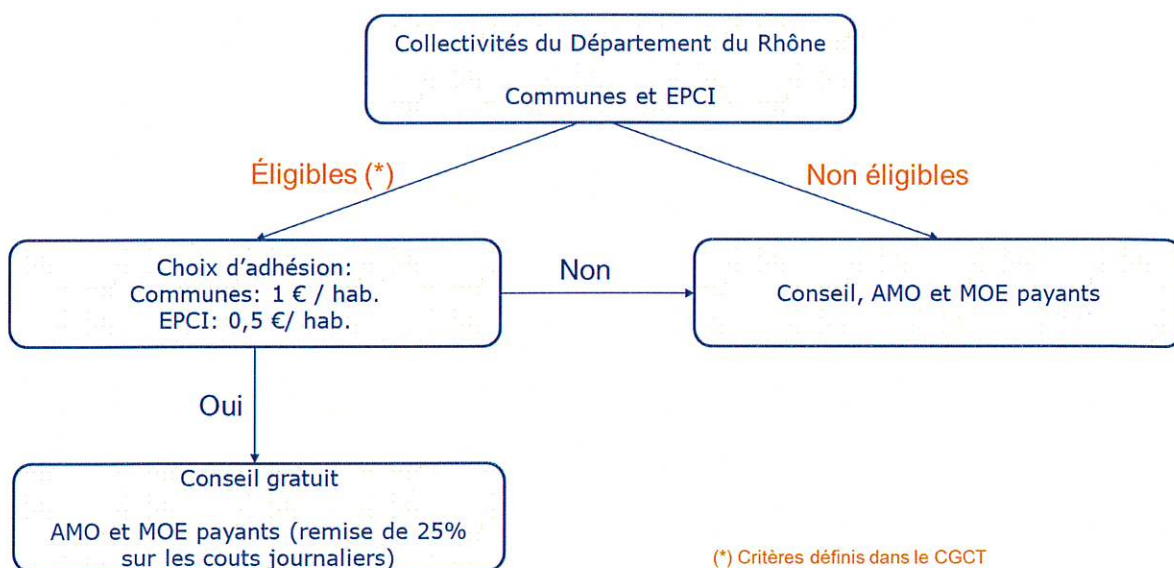 Collectivités du Département du Rhône
Communes et EPCI
Éligibles (*)
Non éligibles
Choix d'adhésion:
Communes: 1 € / hab.
EPCI: 0,5 €/ hab.
Non
Conseil, AMO et MOE payants
Oui
Conseil gratuit
AMO et MOE payants (remise de 25%
sur les couts journaliers)
(*) Critères définis dans le CGCT